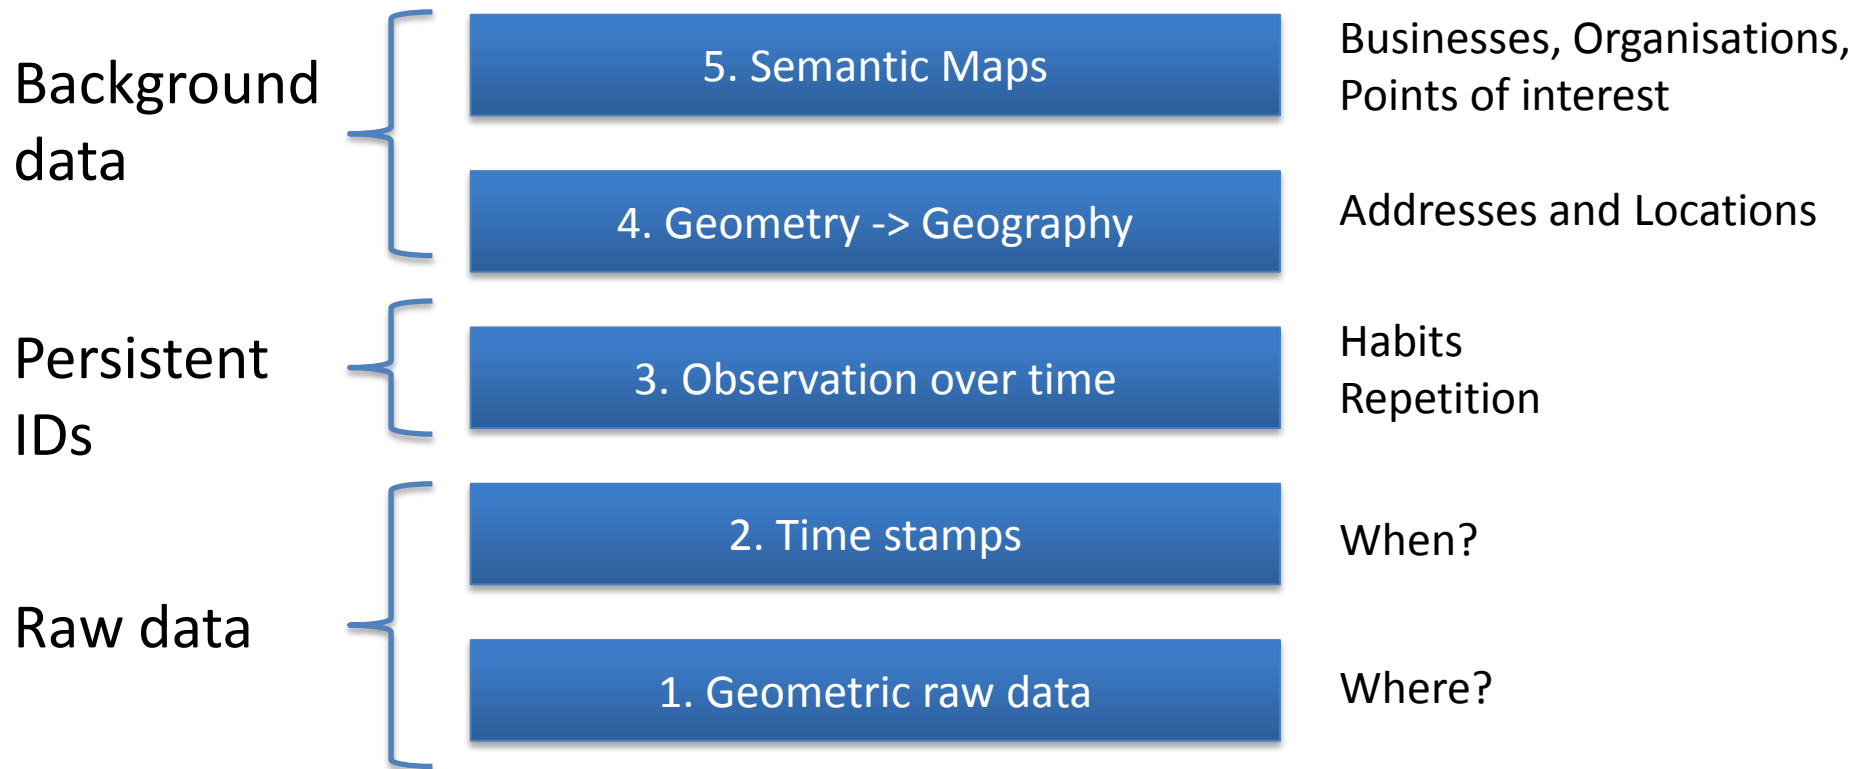 Background
data
5. Semantic Maps
Businesses, Organisations,
Points of interest
4. Geometry -> Geography
Addresses and Locations
Persistent
IDs
3. Observation over time
Habits
Repetition
Raw data
2. Time stamps
When?
1. Geometric raw data
Where?